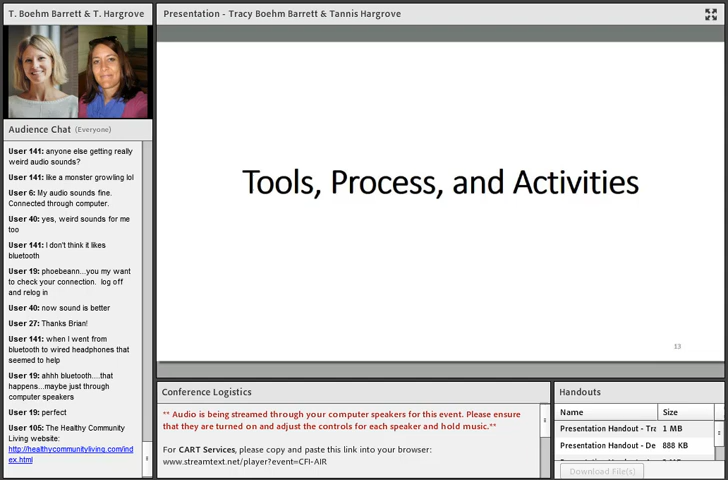 T. Boehm Barrett & T. Hargrove
Presentation - Tracy Boehm Barrett & Tannis Hargrove
Audience Chat (Everyone)
User 141: anyone else getting really
weird audio sounds?
User 141: like a monster growling lol
User 6: My audio sounds fine.
Connected through computer.
User 40: yes, weird sounds for me
too
User 141: I don't think it likes
bluetooth
User 19: phoebeann...you my want
to check your connection. log off
and relog in
User 40: now sound is better
User 27: Thanks Brian!
User 141: when I went from
bluetooth to wired headphones that
seemed to help
User 19: ahhh bluetooth....that
happens...maybe just through
computer speakers
User 19: perfect
User 105: The Healthy Community
Living website:
http://healthycommunityliving.com/ind
ex.html
Tools, Process, and Activities
13
Conference Logistics
** Audio is being streamed through your computer speakers for this event. Please ensure
that they are turned on and adjust the controls for each speaker and hold music.**
For CART Services, please copy and paste this link into your browser:
www.streamtext.net/player?event=CFI-AIR
Handouts
Name Size
Presentation Handout - Tra 1 MB
Presentation Handout - De 888 KB
Download File(s)